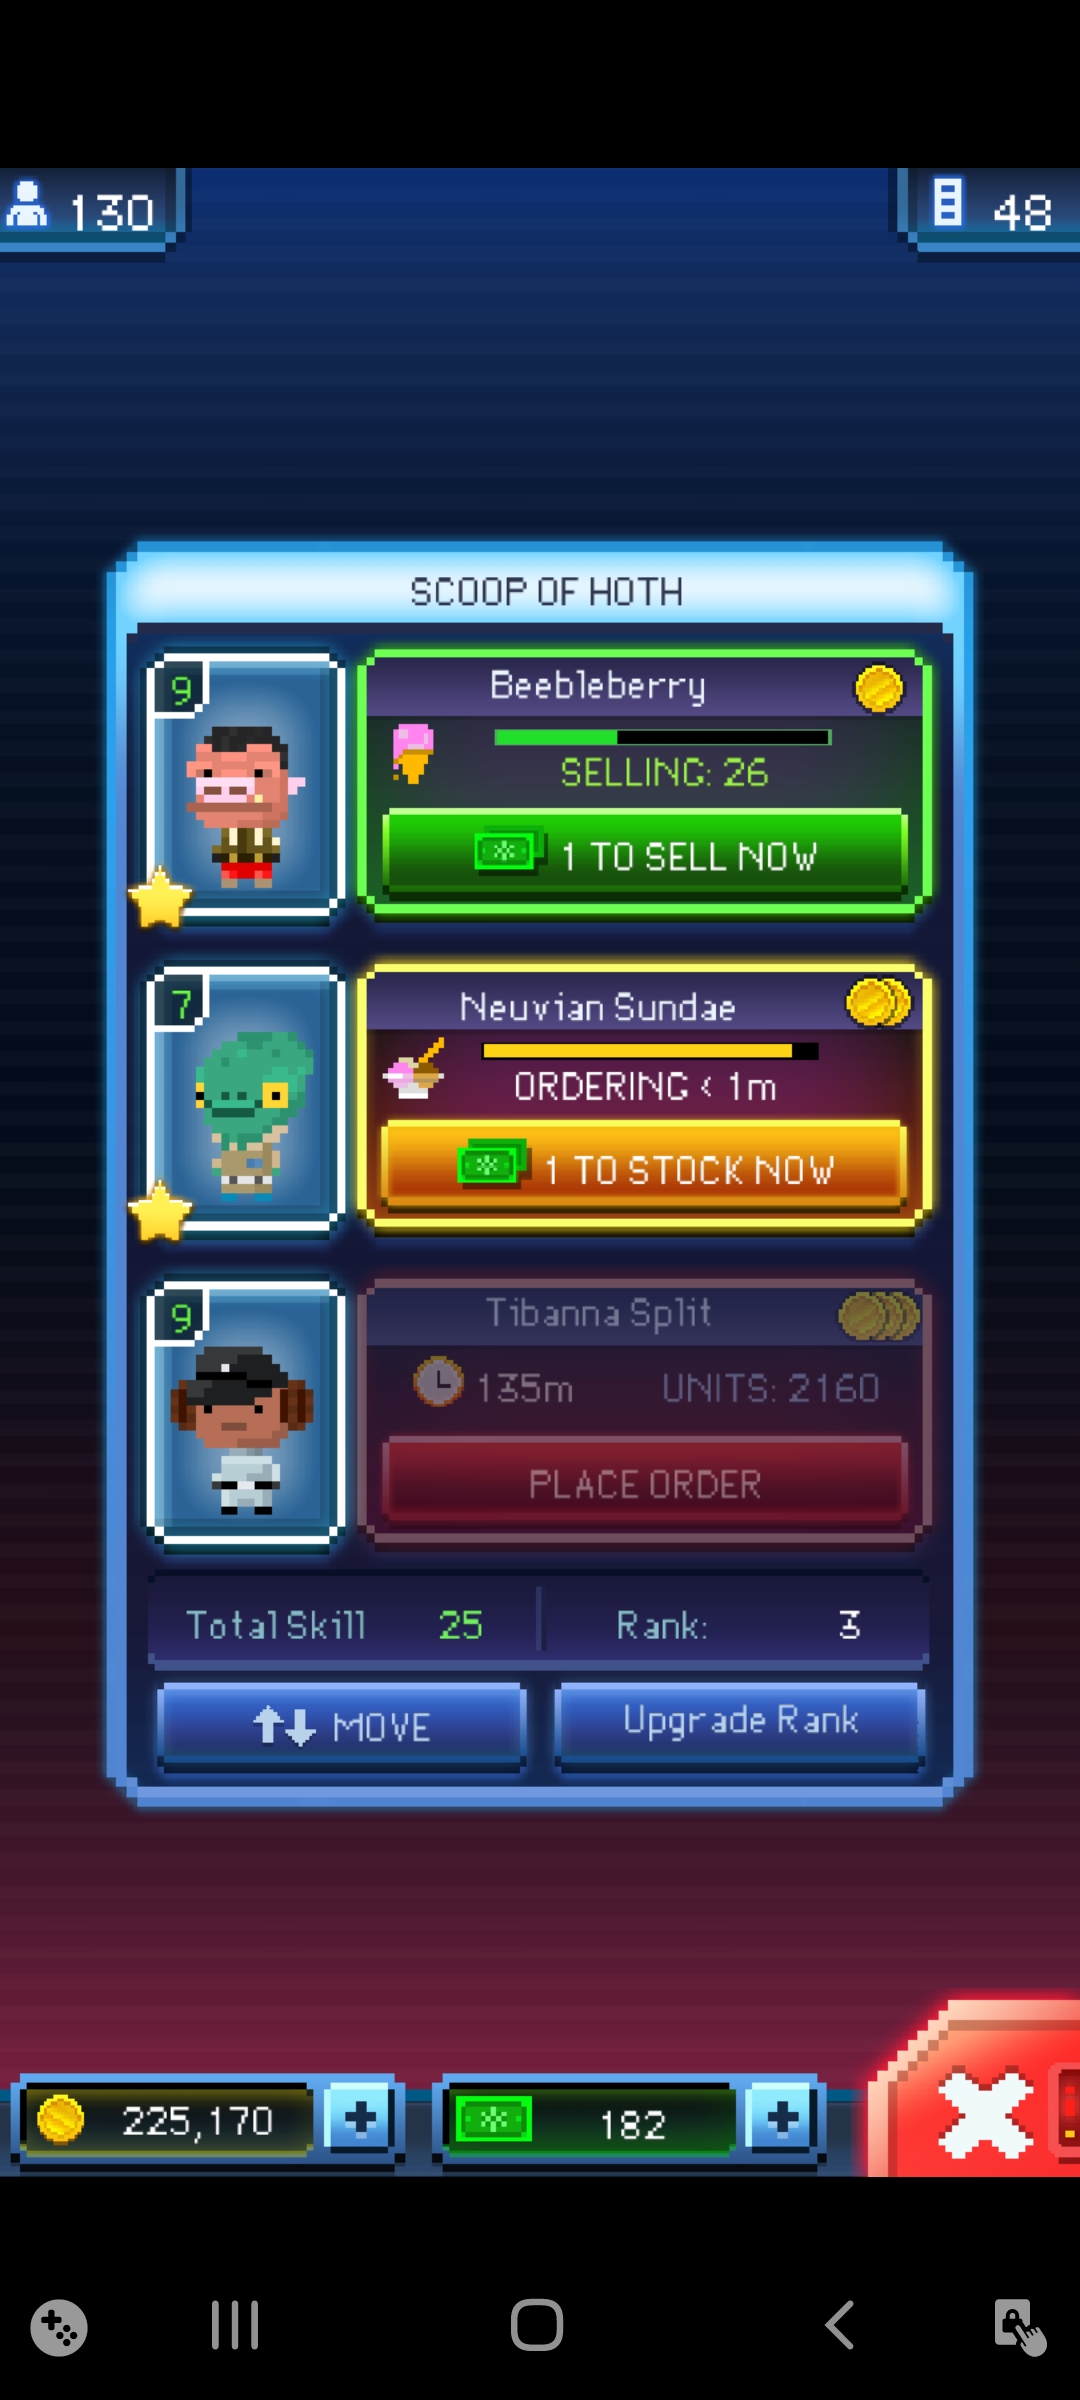 130
48
SCOOP OF HOTH
9
Beebleberry
SELLING: 26
1 TO SELL NOW
7
Neuvian Sundae
ORDERING < 1m
1 TO STOCK NOW
9
Tibanna Split
135m UNITS: 2160
PLACE ORDER
Total Skill 25 Rank: 3
MOVE Upgrade Rank
225,170 + 182 +